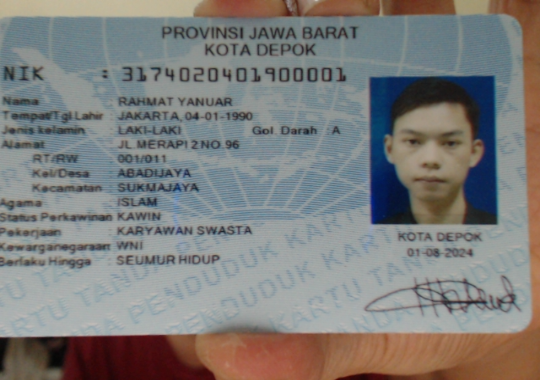 PROVINSI JAWA BARAT
KOTA DEPOK
NIK : 3174020401900001
Nama : RAHMAT YANUAR
Tempat/Tgl Lahir : JAKARTA, 04-01-1990
Jenis kelamin : LAKI-LAKI Gol. Darah : A
Alamat : JL.MERAPI 2 NO. 96
RT/RW : 001/011
Kel/Desa : ABADIJAYA
Kecamatan : SUKMAJAYA
Agama : ISLAM
Status Perkawinan : KAWIN
Pekerjaan : KARYAWAN SWASTA
Kewarganegaraan : WNI
Berlaku Hingga : SEUMUR HIDUP
KOTA DEPOK
01-08-2024
KARTU TANDA PENDUDUK